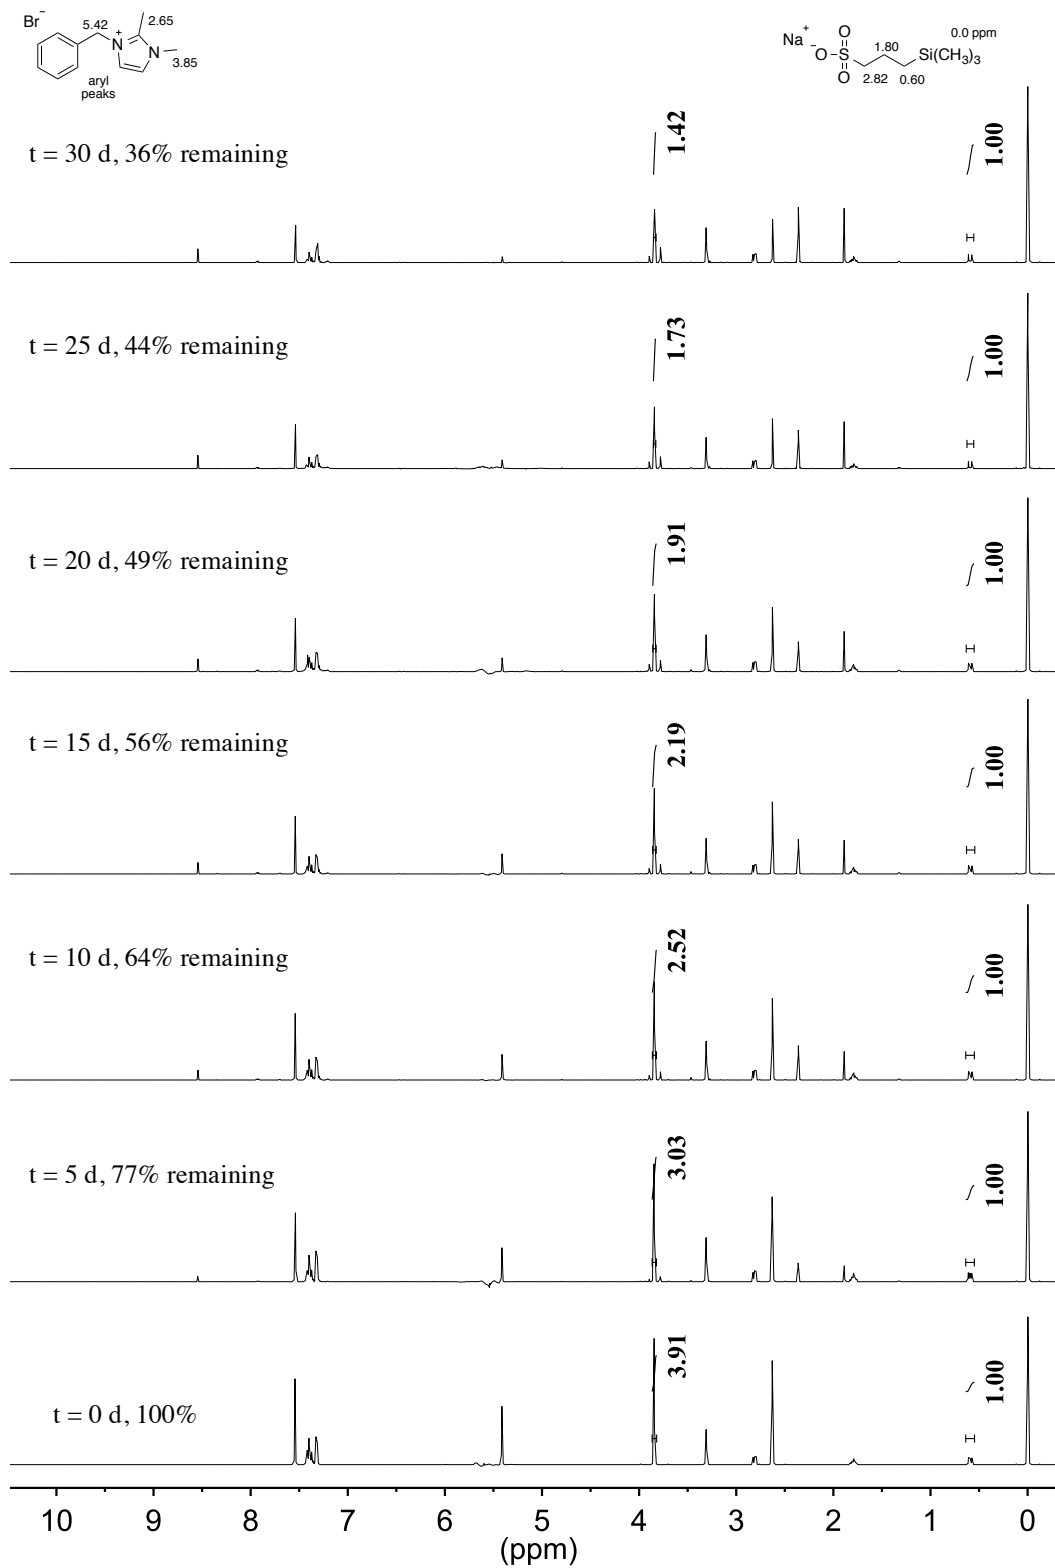 Br⁻
5.42
2.65
N
+
N
3.85
aryl
peaks
Na⁺
⁻O
S
O
O
1.80
2.82
0.60
Si(CH₃)₃
0.0 ppm
t = 30 d, 36% remaining
1.42
1.00
t = 25 d, 44% remaining
1.73
1.00
t = 20 d, 49% remaining
1.91
1.00
t = 15 d, 56% remaining
2.19
1.00
t = 10 d, 64% remaining
2.52
1.00
t = 5 d, 77% remaining
3.03
1.00
t = 0 d, 100%
3.91
1.00
10 9 8 7 6 5 4 3 2 1 0
(ppm)